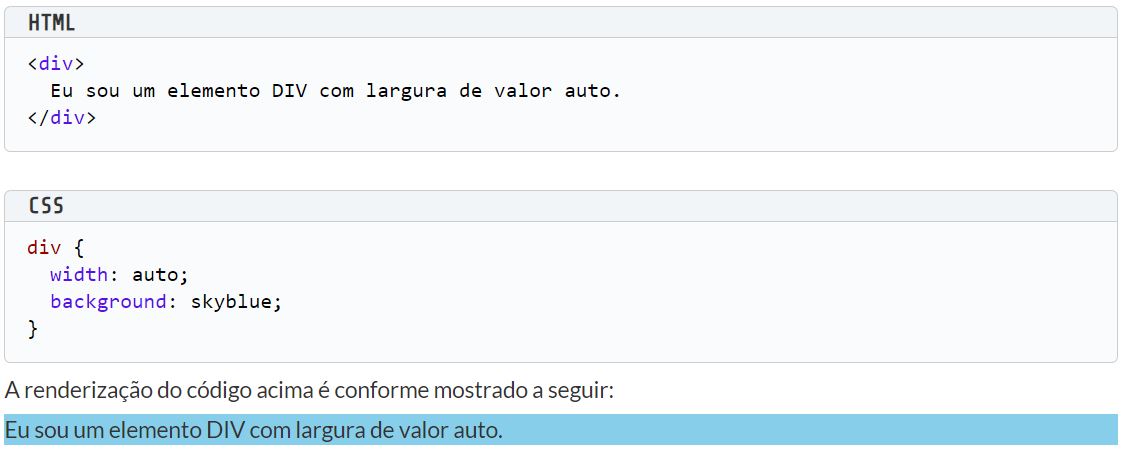 HTML
<div>
  Eu sou um elemento DIV com largura de valor auto.
</div>
CSS
div {
  width: auto;
  background: skyblue;
}
A renderização do código acima é conforme mostrado a seguir:
Eu sou um elemento DIV com largura de valor auto.